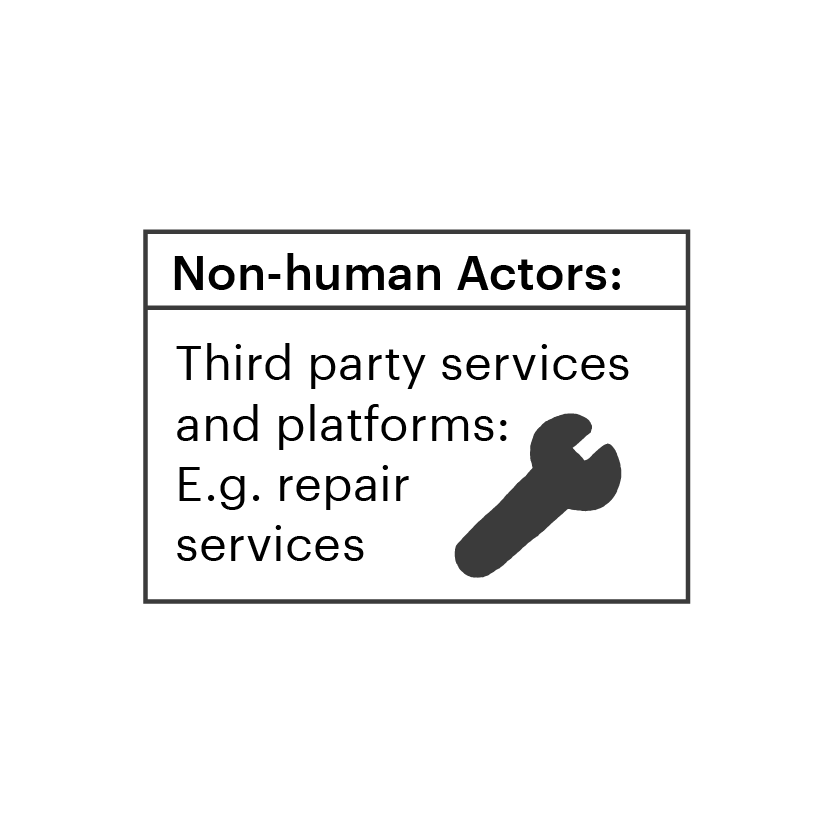 Non-human Actors:
Third party services
and platforms:
E.g. repair
services